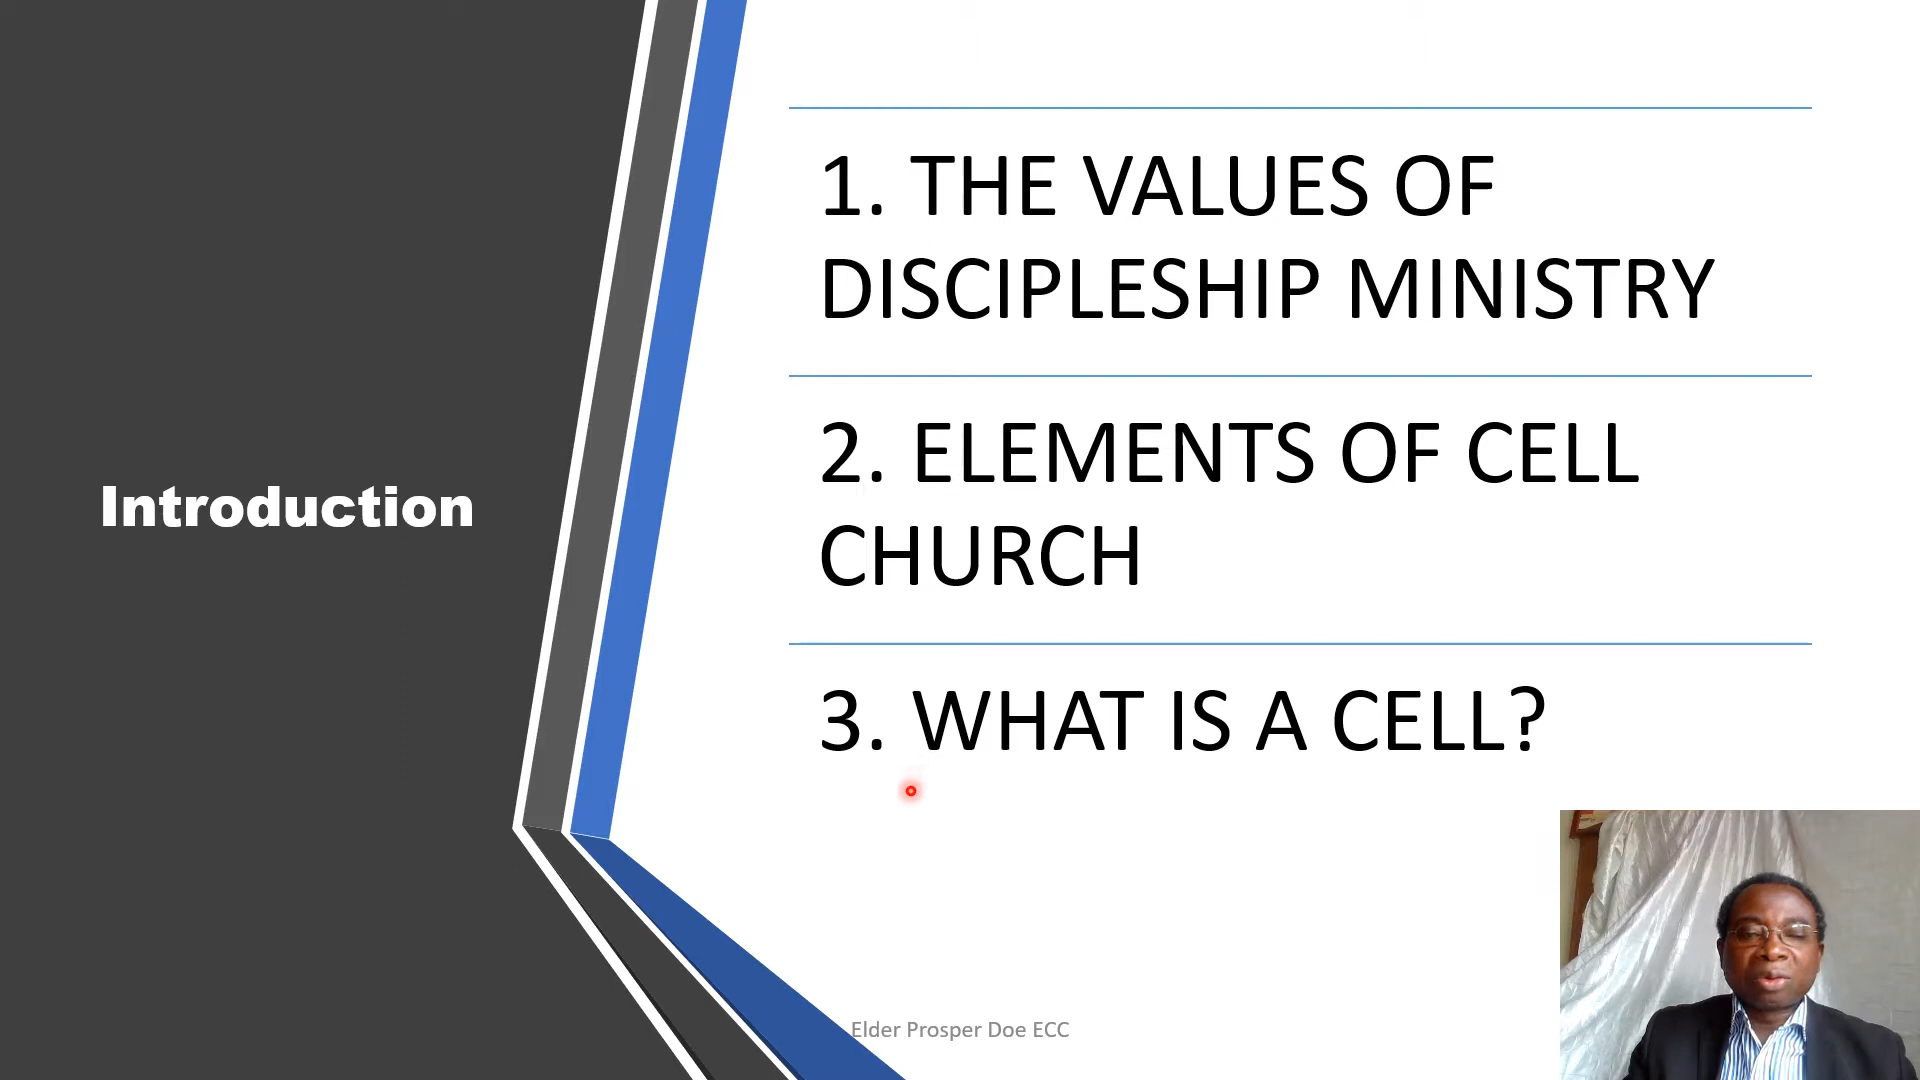 Introduction
1. THE VALUES OF
DISCIPLESHIP MINISTRY
2. ELEMENTS OF CELL
CHURCH
3. WHAT IS A CELL?
Elder Prosper Doe ECC